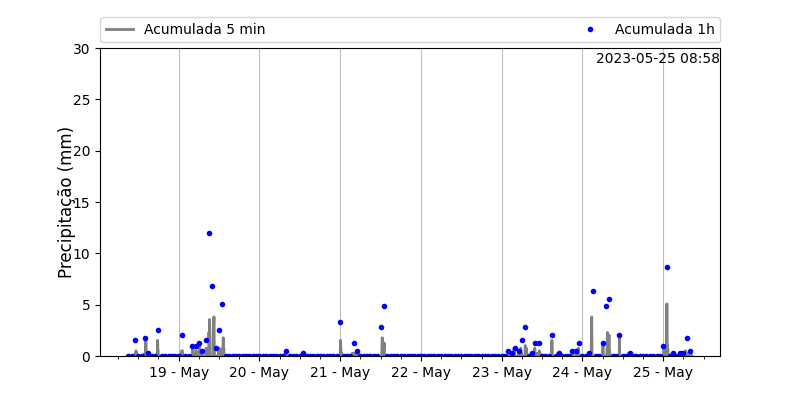 Acumulada 5 min
Acumulada 1h
2023-05-25 08:58
Precipitação (mm)
30
25
20
15
10
5
0
19 - May
20 - May
21 - May
22 - May
23 - May
24 - May
25 - May